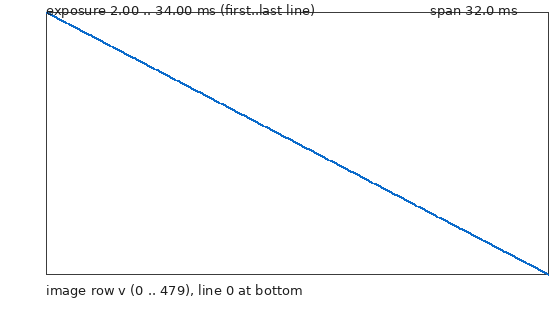 exposure 2.00 .. 34.00 ms (first..last line) span 32.0 ms
image row v (0 .. 479), line 0 at bottom